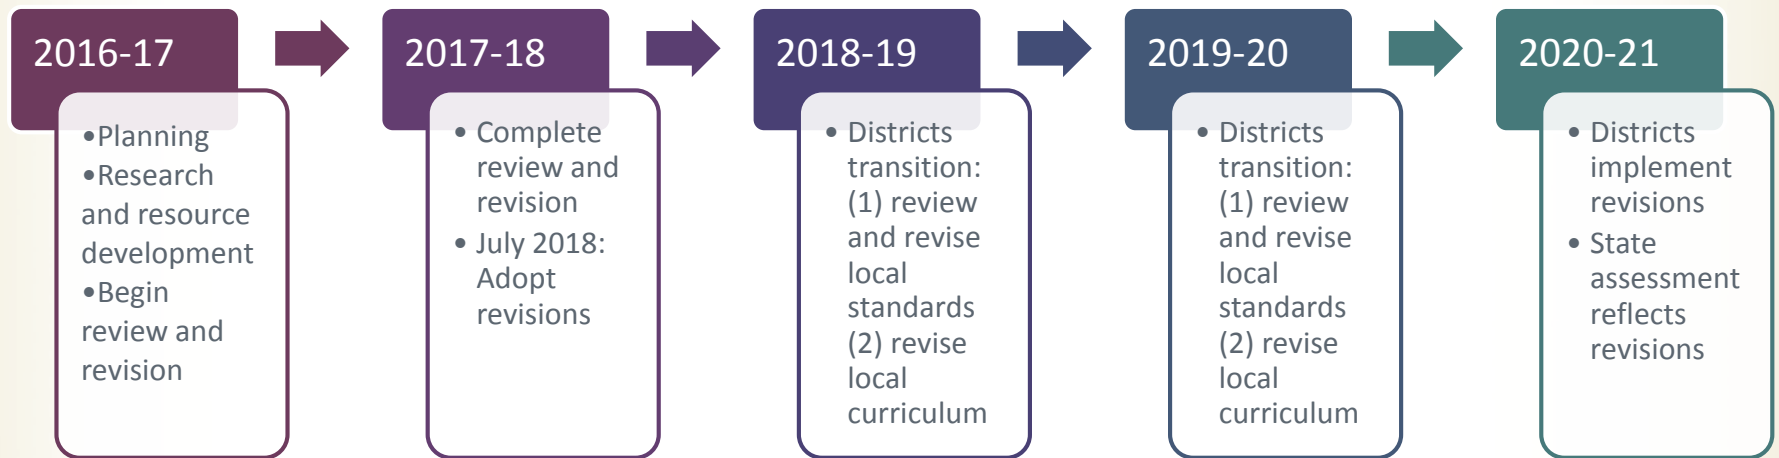 2016-17
•Planning
•Research
and resource
development
•Begin
review and
revision
2017-18
• Complete
review and
revision
• July 2018:
Adopt
revisions
2018-19
• Districts
transition:
(1) review
and revise
local
standards
(2) revise
local
curriculum
2019-20
• Districts
transition:
(1) review
and revise
local
standards
(2) revise
local
curriculum
2020-21
• Districts
implement
revisions
• State
assessment
reflects
revisions